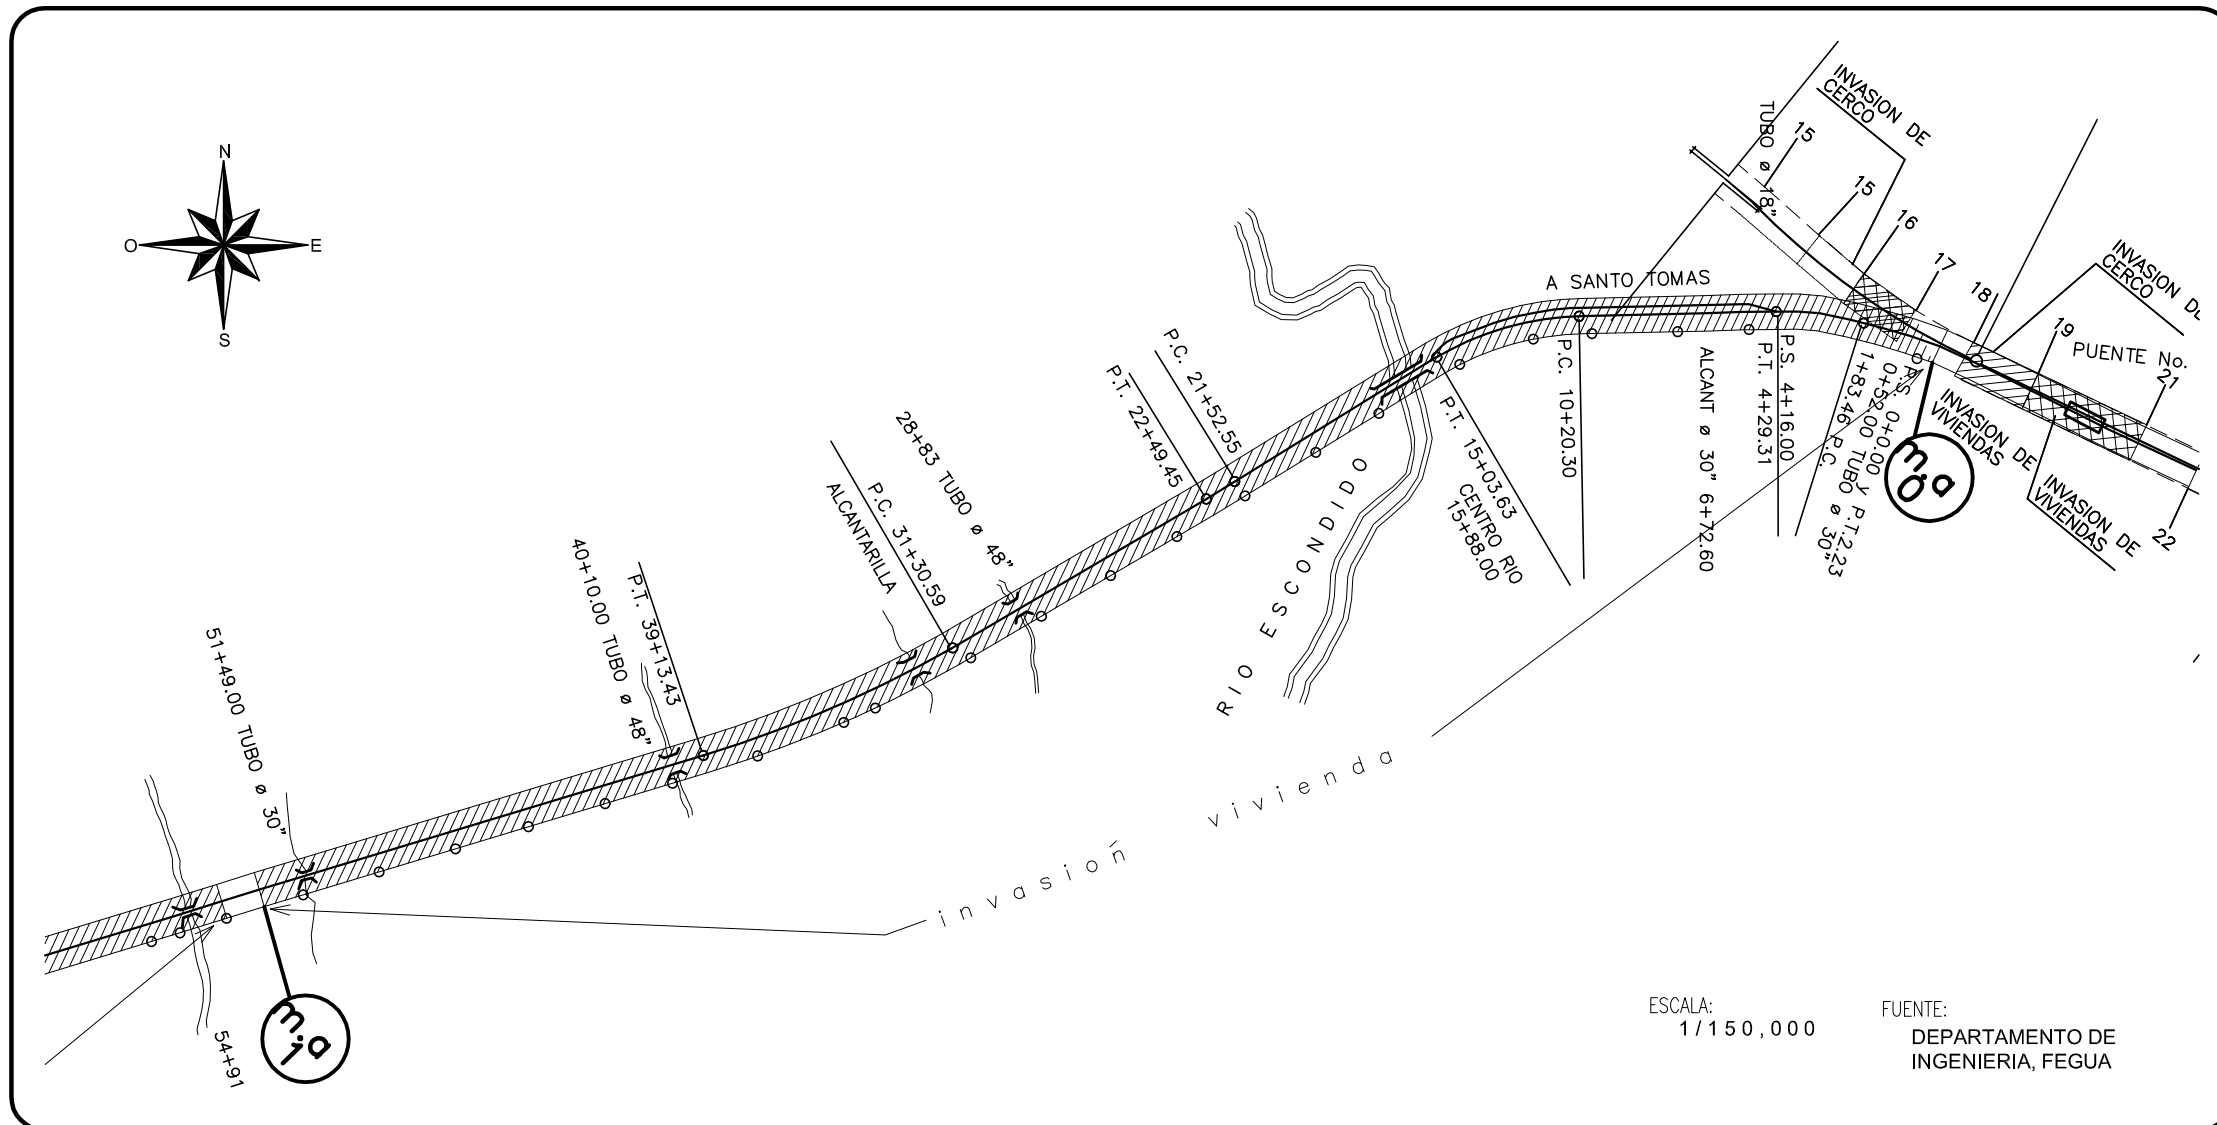 N
O
E
S
INVASION DE
CERCO
TUBO ø 18"
15
15
16
17
18
INVASION DE
CERCO
19
PUENTE No.
21
22
A SANTO TOMAS
P.C. 21+52.55
P.T. 22+49.45
28+83 TUBO ø 48"
P.C. 31+30.59
ALCANTARILLA
P.T. 39+13.43
40+10.00 TUBO ø 48"
51+49.00 TUBO ø 30"
54+91
P.T. 15+03.63
CENTRO RIO
15+88.00
P.C. 10+20.30
ALCANT ø 30" 6+72.60
P.S. 4+16.00
P.T. 4+29.31
P.S. 0+0.00 y P.T.2.23
0+52.00 TUBO ø 30"
1+83.46 P.C.
INVASION DE
VIVIENDAS
INVASION DE
VIVIENDAS
m.a
0
m.a
1
RIO ESCONDIDO
invasioń vivienda
ESCALA:
1/150,000
FUENTE:
DEPARTAMENTO DE
INGENIERIA, FEGUA